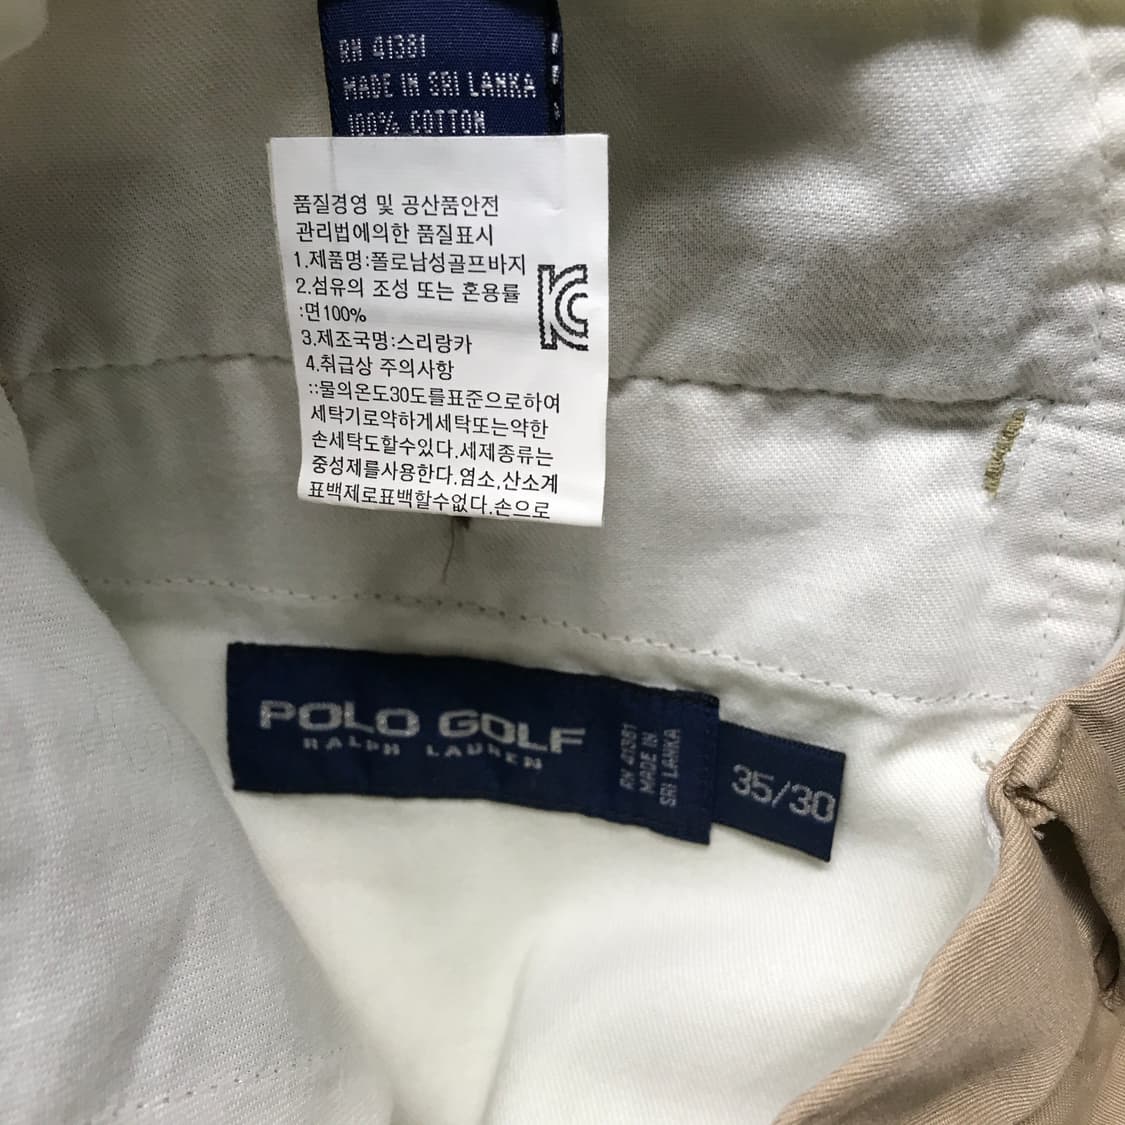 RN 41381
MADE IN SRI LANKA
100% COTTON
품질경영 및 공산품안전
관리법에의한 품질표시
1.제품명:폴로남성골프바지
2.섬유의 조성 또는 혼용률
:면100%
3.제조국명:스리랑카
4.취급상 주의사항
::물의온도30도를표준으로하여
세탁기로약하게세탁또는약한
손세탁도할수있다.세제종류는
중성제를사용한다.염소,산소계
표백제로표백할수없다.손으로
KC
POLO GOLF
RALPH LAUREN
RN 41381
MADE IN
SRI LANKA
35/30